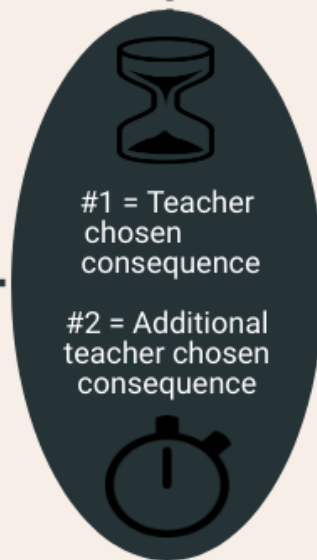 #1 = Teacher
chosen
consequence
#2 = Additional
teacher chosen
consequence